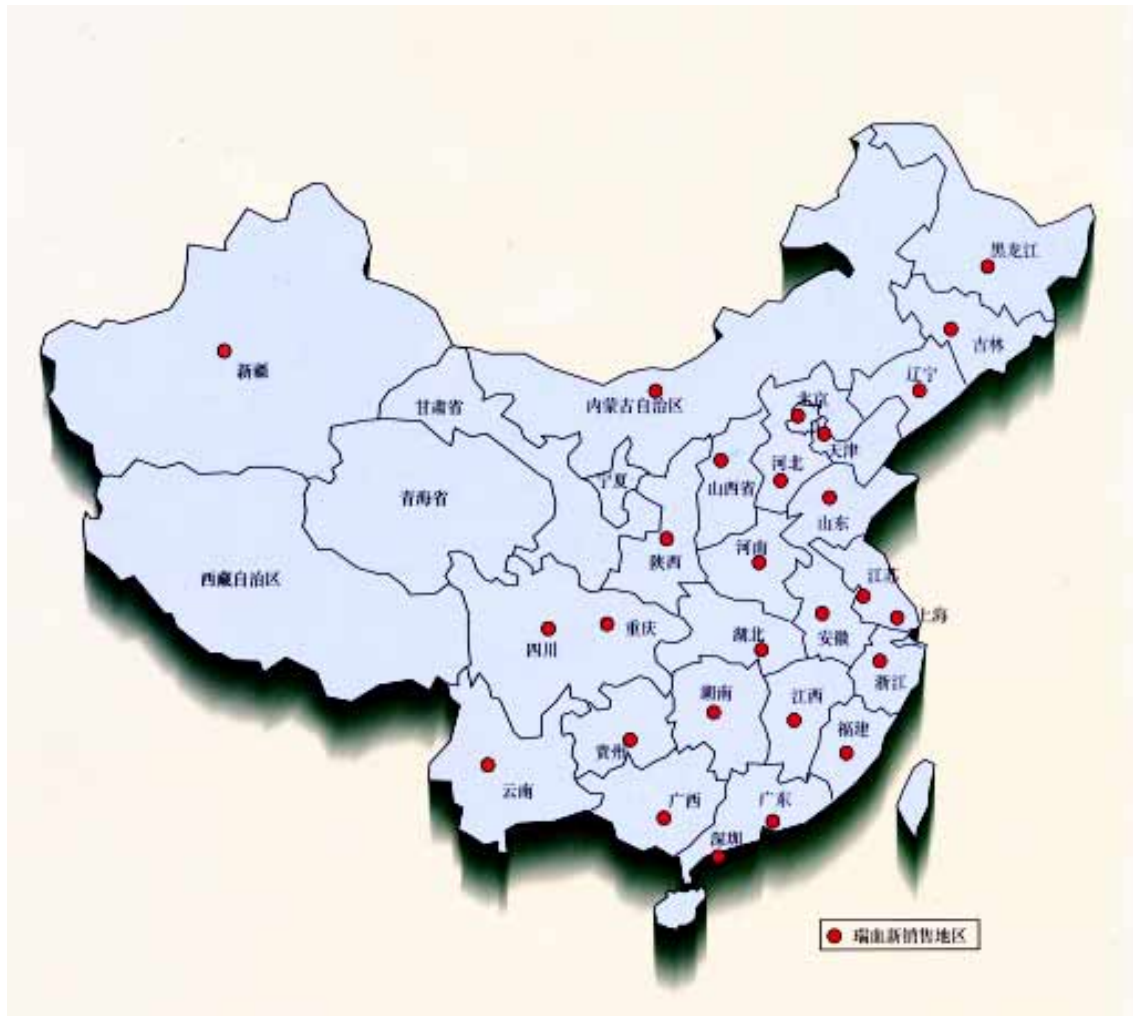 黑龙江
吉林
新疆
辽宁
北京
甘肃省
内蒙古自治区
天津
河北
宁夏
山西省
青海省
山东
河南
陕西
西藏自治区
江苏
上海
重庆
安徽
湖北
四川
浙江
湖南
江西
福建
贵州
云南
广西
广东
深圳
瑞血新销售地区